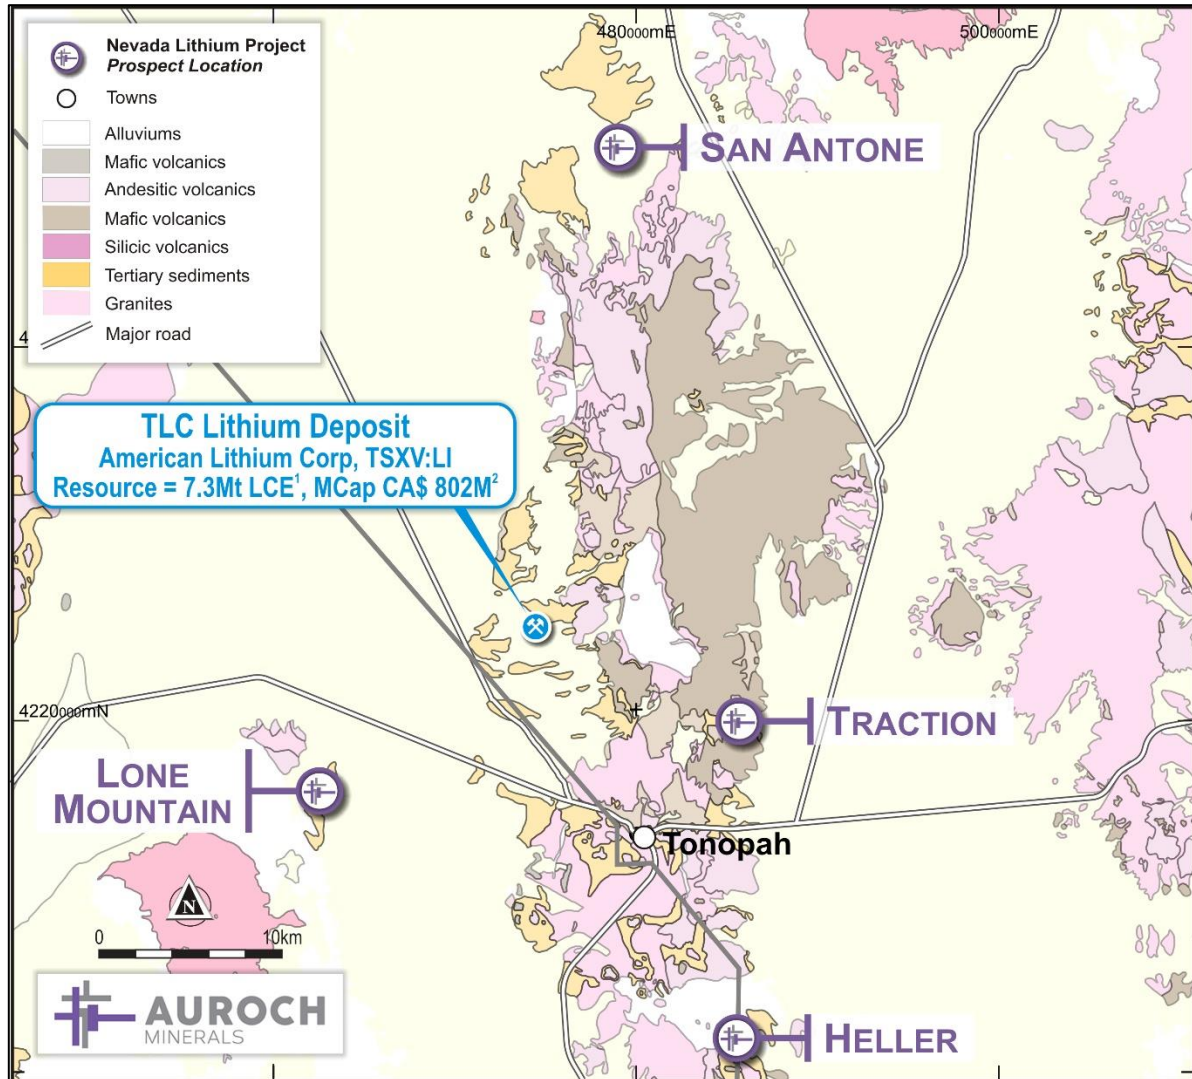 480000mE
500000mE
Nevada Lithium Project
Prospect Location
Towns
Alluviums
Mafic volcanics
Andesitic volcanics
Mafic volcanics
Silicic volcanics
Tertiary sediments
Granites
Major road
SAN ANTONE
4
TLC Lithium Deposit
American Lithium Corp, TSXV:LI
Resource = 7.3Mt LCE¹, MCap CA$ 802M²
4220000mN
TRACTION
LONE
MOUNTAIN
Tonopah
N
0 10km
AUROCH
MINERALS
HELLER